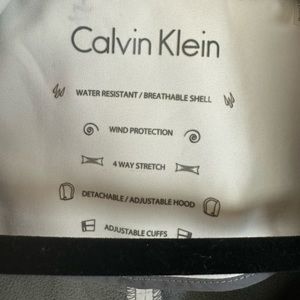 Calvin Klein
WATER RESISTANT / BREATHABLE SHELL
WIND PROTECTION
4 WAY STRETCH
DETACHABLE / ADJUSTABLE HOOD
ADJUSTABLE CUFFS